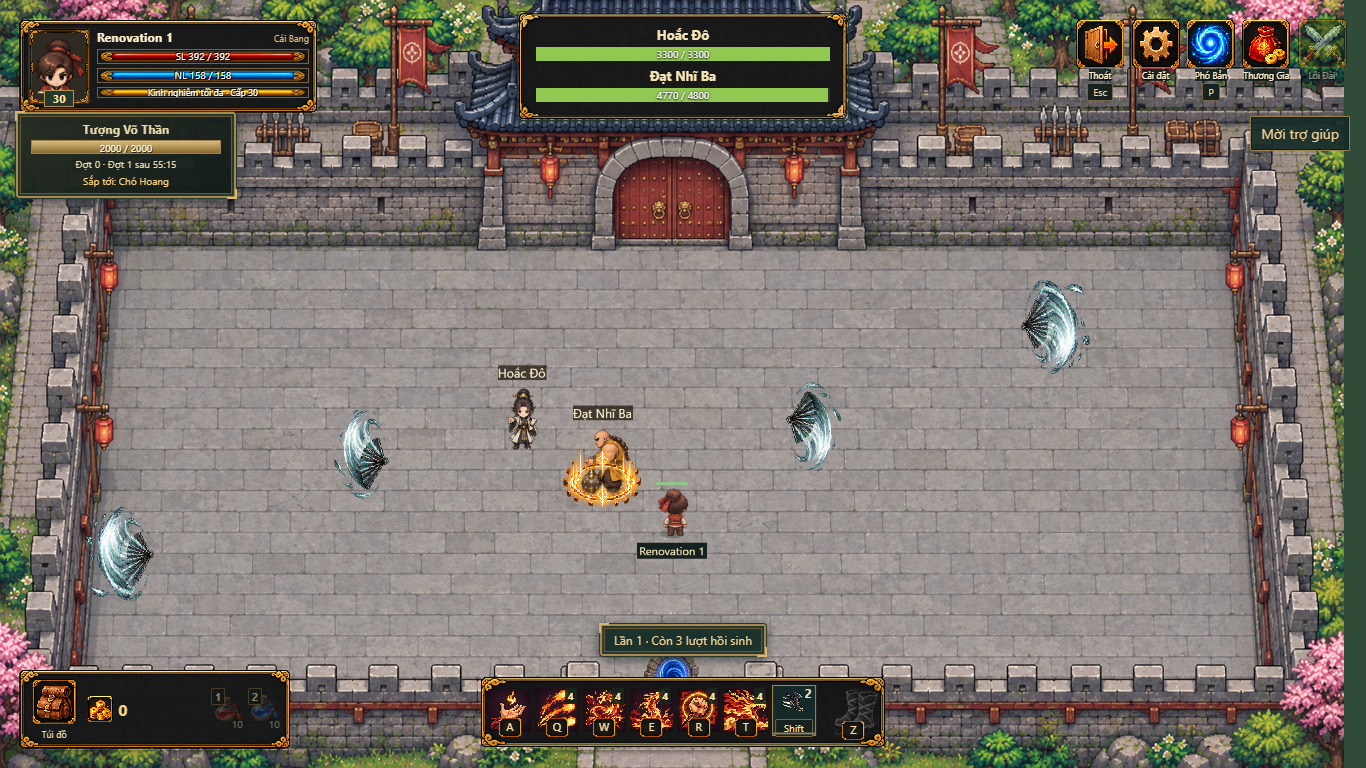 Renovation 1
Cái Bang
SL 392 / 392
NL 158 / 158
Kinh nghiệm tối đa · Cấp 30
30
Tượng Võ Thần
2000 / 2000
Đợt 0 · Đợt 1 sau 55:15
Sắp tới: Chó Hoang
Hoắc Đô
3300 / 3300
Đạt Nhĩ Ba
4770 / 4800
Thoát
Cài đặt
Phó Bản
Thương Gia
Lôi Đài
Esc
P
Mời trợ giúp
Hoắc Đô
Đạt Nhĩ Ba
Renovation 1
Lần 1 · Còn 3 lượt hồi sinh
Túi đồ
0
1
10
2
10
A
4
Q
4
W
4
E
4
R
4
T
2
Shift
Z